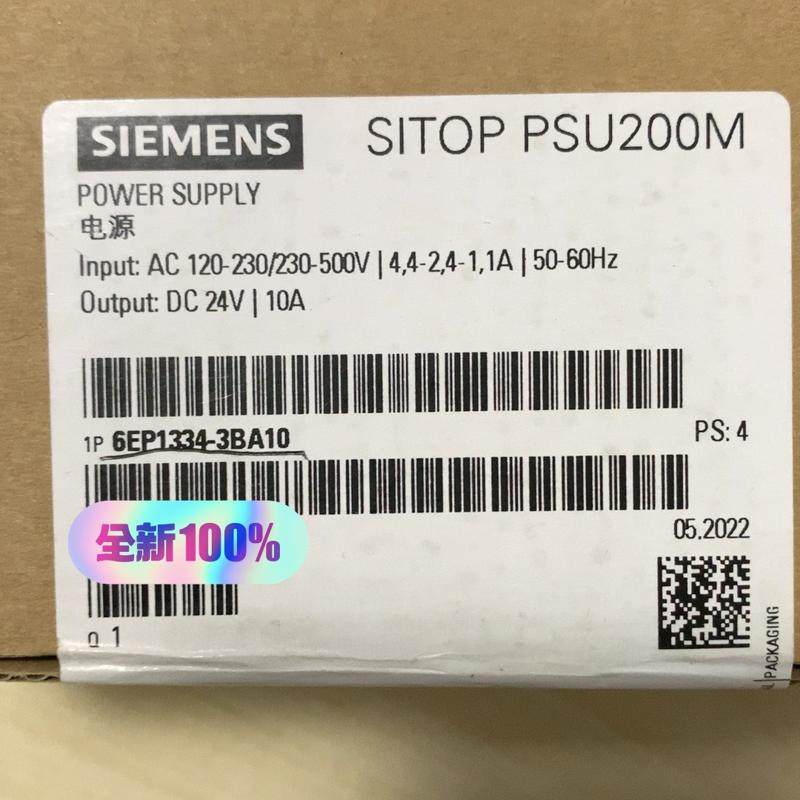 SIEMENS
SITOP PSU200M
POWER SUPPLY
电源
Input: AC 120-230/230-500V | 4,4-2,4-1,1A | 50-60Hz
Output: DC 24V | 10A
1P 6EP1334-3BA10
PS: 4
05.2022
全新100%
Q 1
PACKAGING